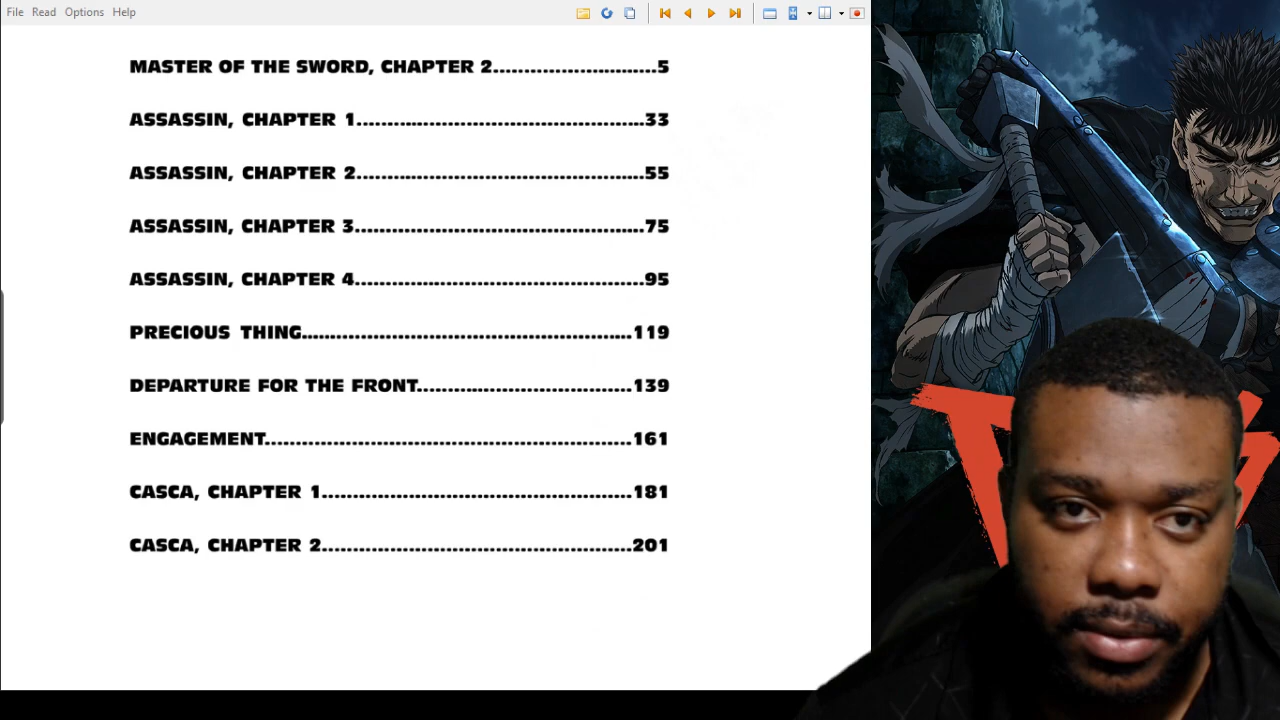 File Read Options Help
MASTER OF THE SWORD, CHAPTER 2..........................5
ASSASSIN, CHAPTER 1..............................................33
ASSASSIN, CHAPTER 2..............................................55
ASSASSIN, CHAPTER 3..............................................75
ASSASSIN, CHAPTER 4..............................................95
PRECIOUS THING.....................................................119
DEPARTURE FOR THE FRONT..................................139
ENGAGEMENT..........................................................161
CASCA, CHAPTER 1.................................................181
CASCA, CHAPTER 2.................................................201